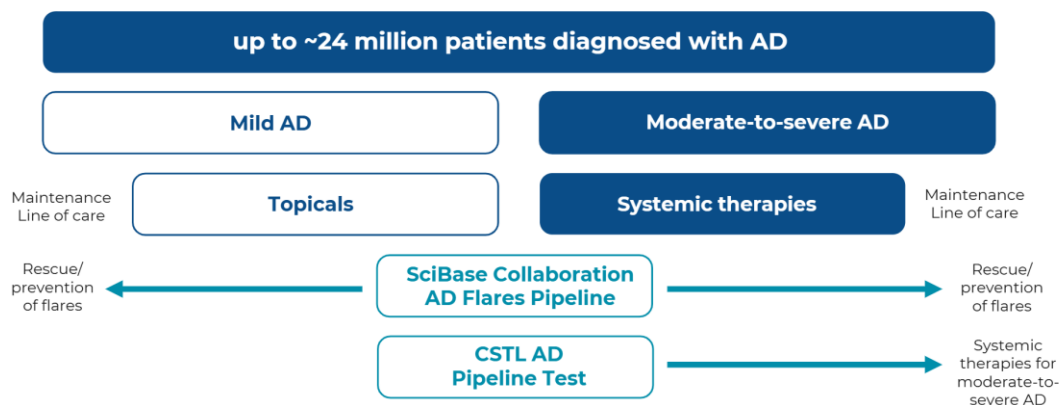 up to ~24 million patients diagnosed with AD
Mild AD
Moderate-to-severe AD
Maintenance
Line of care
Topicals
Systemic therapies
Maintenance
Line of care
Rescue/
prevention
of flares
SciBase Collaboration
AD Flares Pipeline
Rescue/
prevention
of flares
CSTL AD
Pipeline Test
Systemic
therapies for
moderate-to-
severe AD